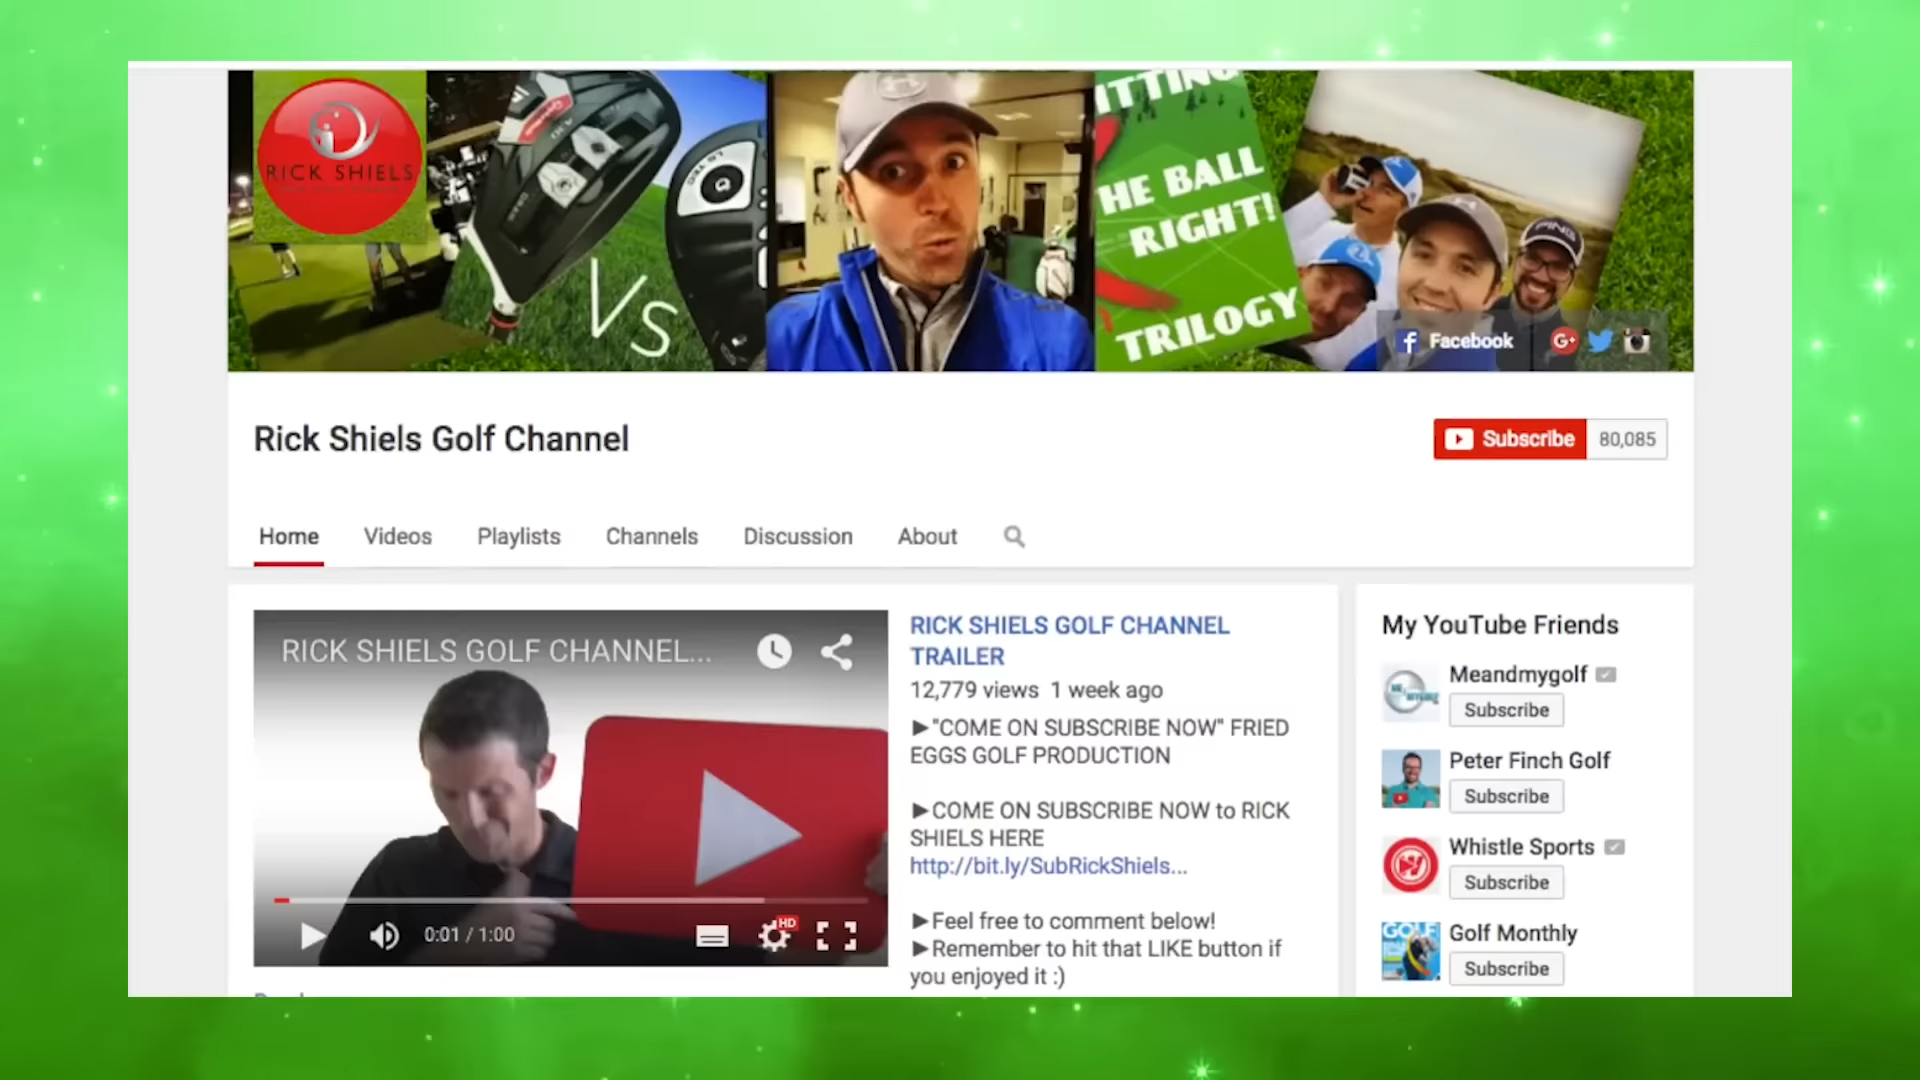 RICK SHIELS
Vs
ITTING
HE BALL
RIGHT!
TRILOGY
PING
Facebook
G+
Rick Shiels Golf Channel
Subscribe 80,085
Home Videos Playlists Channels Discussion About
RICK SHIELS GOLF CHANNEL...
0:01 / 1:00
HD
RICK SHIELS GOLF CHANNEL
TRAILER
12,779 views 1 week ago
►"COME ON SUBSCRIBE NOW" FRIED
EGGS GOLF PRODUCTION
►COME ON SUBSCRIBE NOW to RICK
SHIELS HERE
http://bit.ly/SubRickShiels...
►Feel free to comment below!
►Remember to hit that LIKE button if
you enjoyed it :)
My YouTube Friends
Meandmygolf
Subscribe
Peter Finch Golf
Subscribe
Whistle Sports
Subscribe
GOLF
Golf Monthly
Subscribe